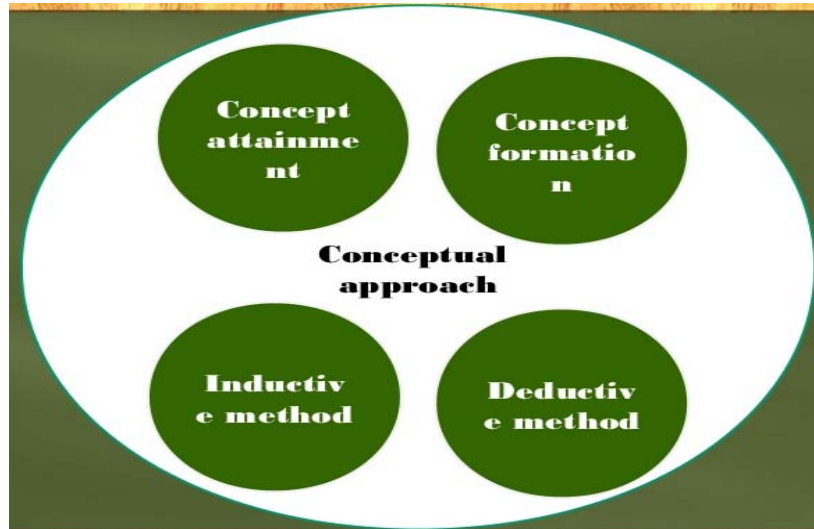 Concept
attainme
nt
Concept
formatio
n
Conceptual
approach
Inductiv
e method
Deductiv
e method